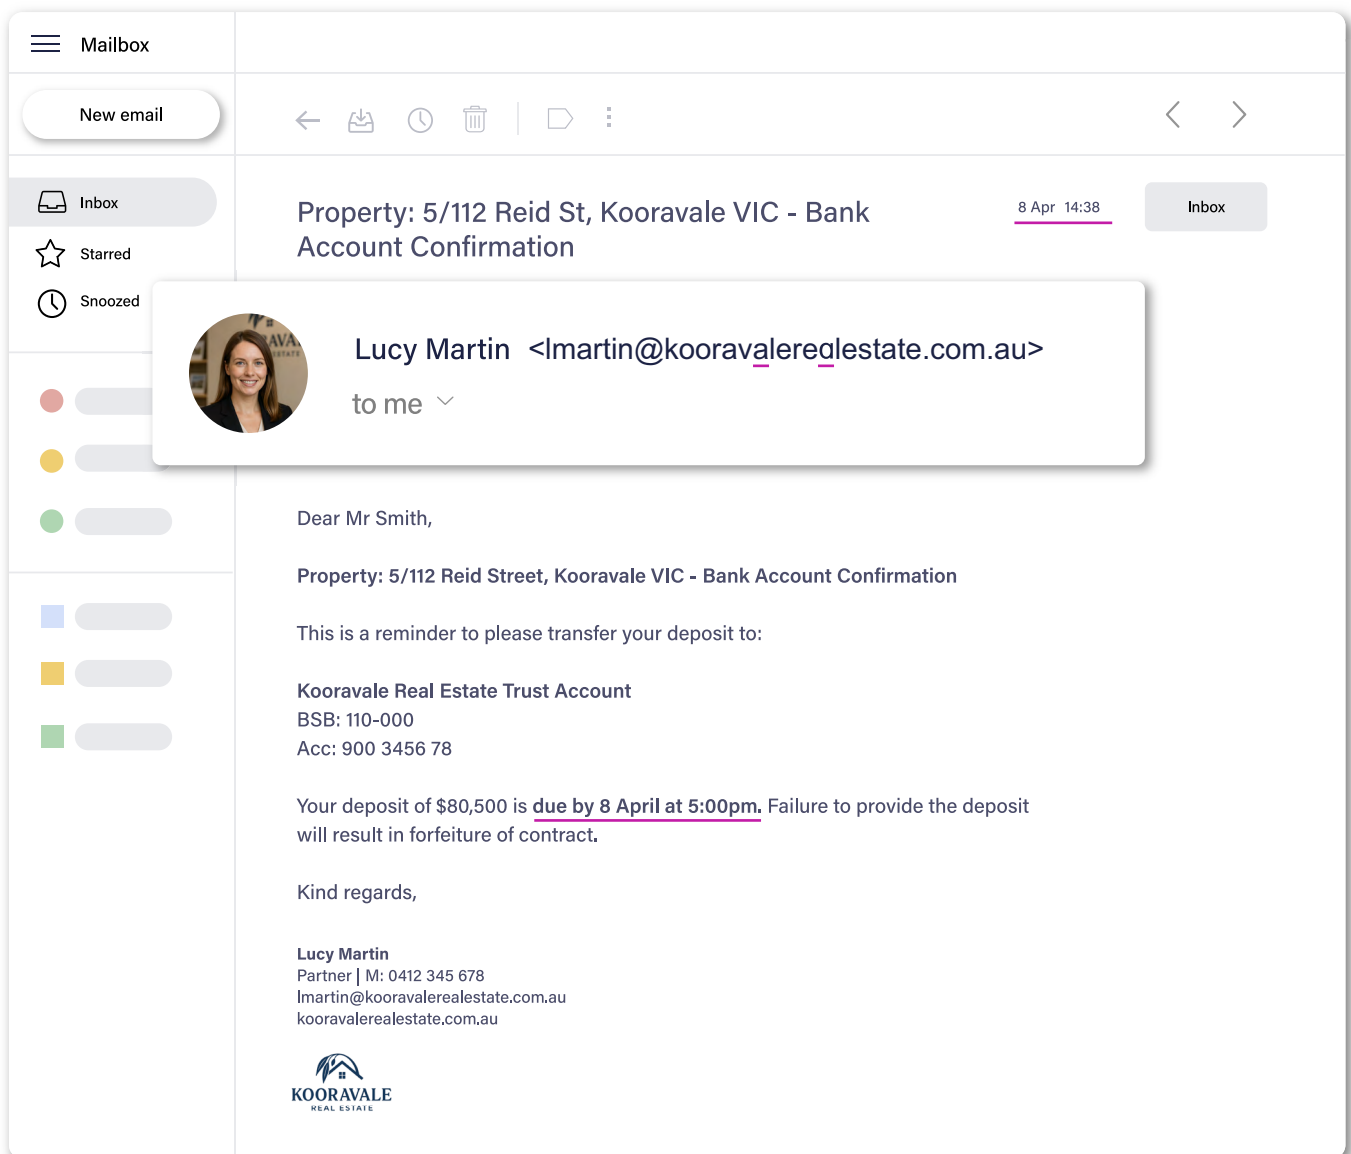 Mailbox
New email
Inbox
Starred
Snoozed
Property: 5/112 Reid St, Kooravale VIC - Bank
Account Confirmation
8 Apr 14:38
Inbox
Lucy Martin <lmartin@kooravalereɑlestate.com.au>
to me
Dear Mr Smith,
Property: 5/112 Reid Street, Kooravale VIC - Bank Account Confirmation
This is a reminder to please transfer your deposit to:
Kooravale Real Estate Trust Account
BSB: 110-000
Acc: 900 3456 78
Your deposit of $80,500 is due by 8 April at 5:00pm. Failure to provide the deposit
will result in forfeiture of contract.
Kind regards,
Lucy Martin
Partner | M: 0412 345 678
lmartin@kooravalerealestate.com.au
kooravalerealestate.com.au
KOORAVALE
REAL ESTATE